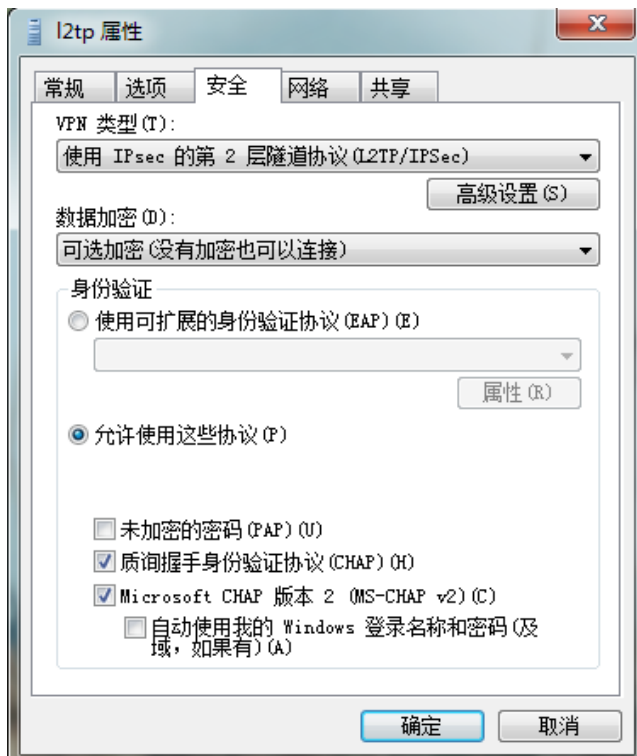 l2tp 属性
常规 选项 安全 网络 共享
VPN 类型(T):
使用 IPsec 的第 2 层隧道协议(L2TP/IPSec)
高级设置(S)
数据加密(D):
可选加密(没有加密也可以连接)
身份验证
使用可扩展的身份验证协议(EAP)(E)
属性(R)
允许使用这些协议(P)
未加密的密码(PAP)(U)
质询握手身份验证协议(CHAP)(H)
Microsoft CHAP 版本 2 (MS-CHAP v2)(C)
自动使用我的 Windows 登录名称和密码(及
域，如果有)(A)
确定 取消